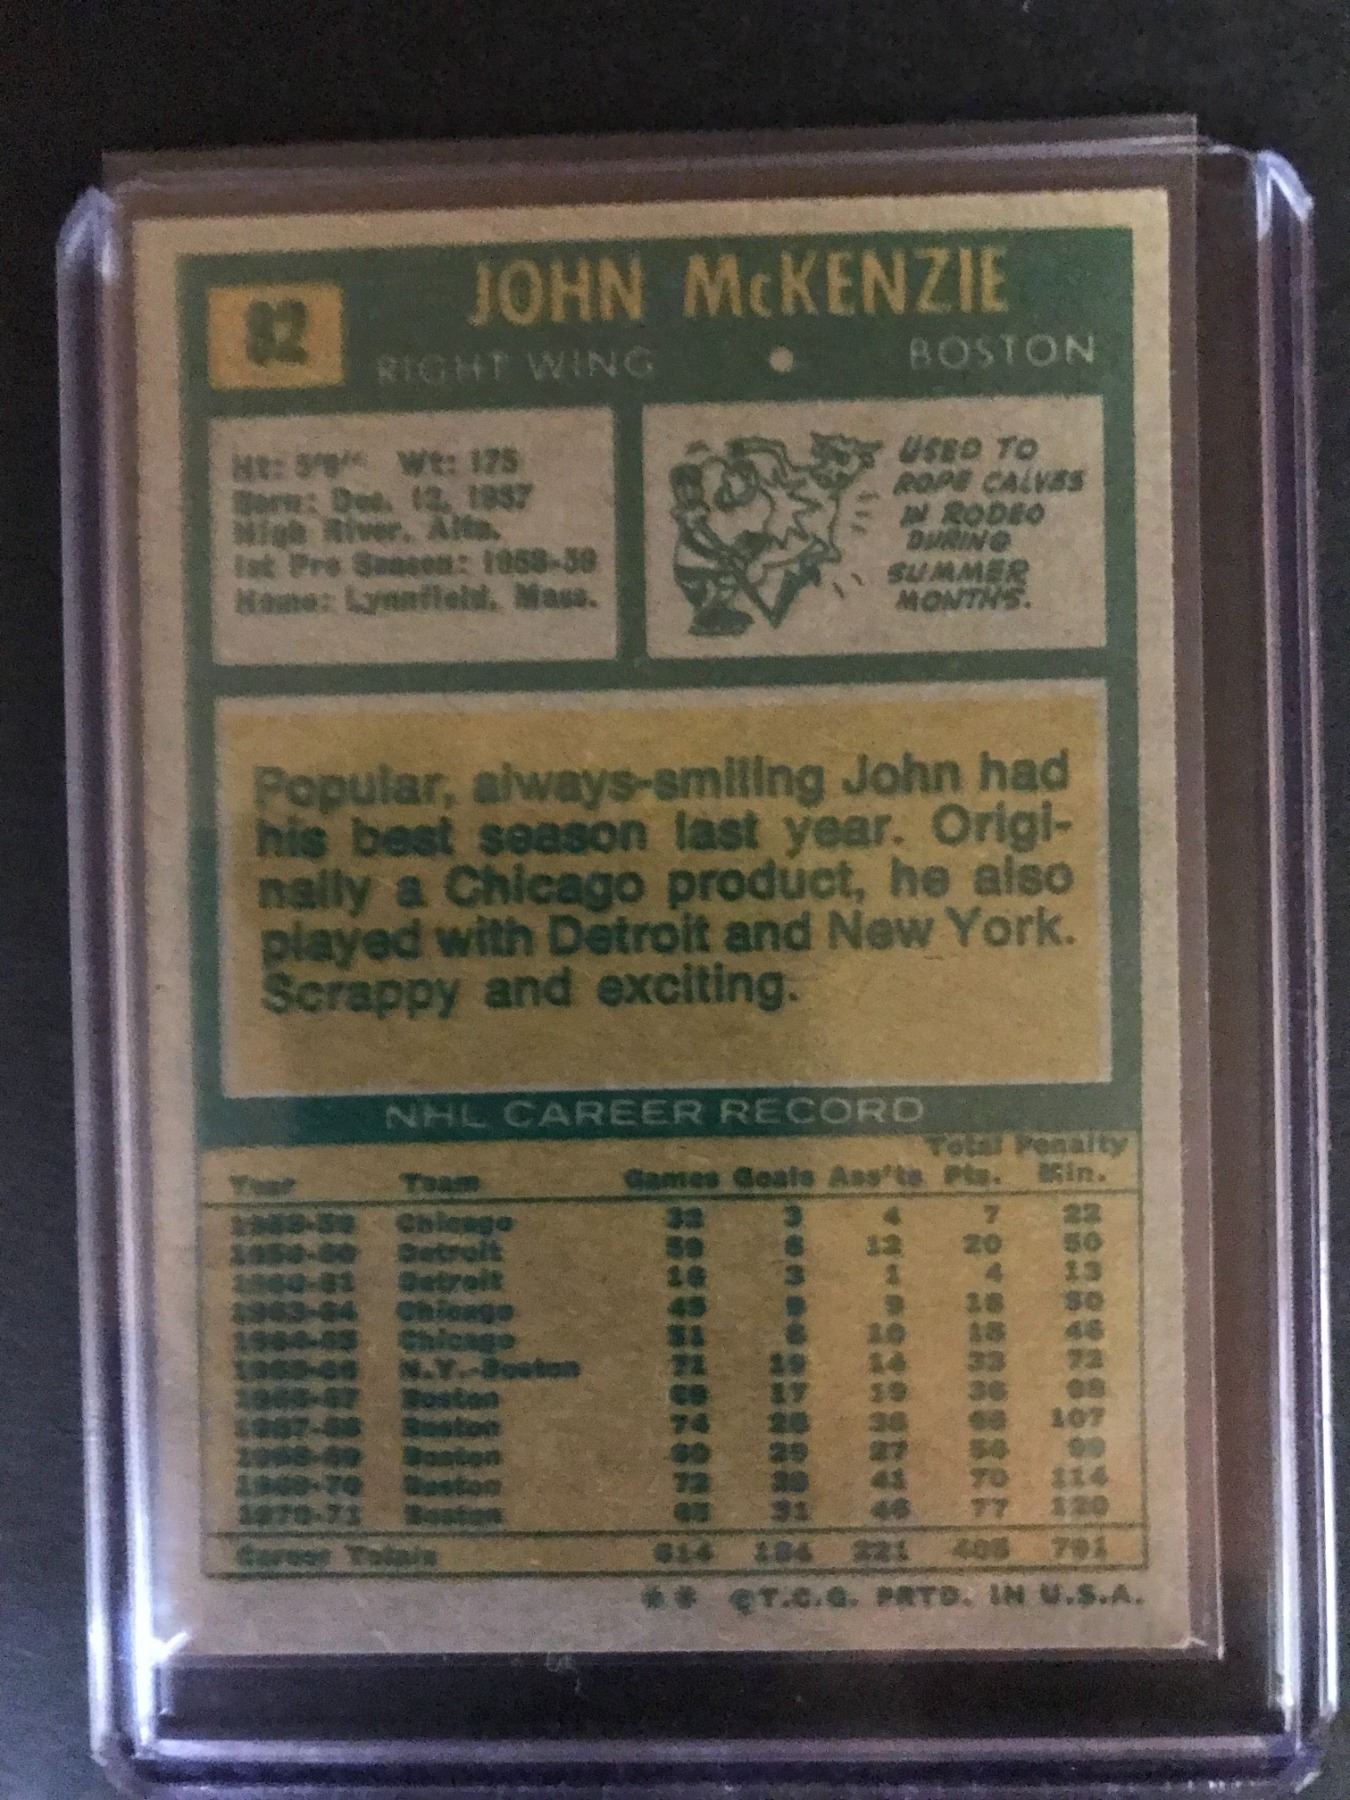 82
JOHN McKENZIE
RIGHT WING • BOSTON
Ht: 5'9" Wt: 175
Born: Dec. 12, 1937
High River, Alta.
1st Pro Season: 1958-59
Home: Lynnfield, Mass.
USED TO
ROPE CALVES
IN RODEO
DURING
SUMMER
MONTHS.
Popular, always-smiling John had
his best season last year. Origi-
nally a Chicago product, he also
played with Detroit and New York.
Scrappy and exciting.
NHL CAREER RECORD
Total Penalty
Year Team Games Goals Ass'ts Pts. Min.
1958-59 Chicago 32 3 4 7 22
1959-60 Detroit 59 8 12 20 50
1960-61 Detroit 16 3 1 4 13
1963-64 Chicago 45 9 9 18 50
1964-65 Chicago 51 8 10 18 46
1965-66 N.Y.-Boston 71 19 14 33 72
1966-67 Boston 69 17 19 36 98
1967-68 Boston 74 28 38 66 107
1968-69 Boston 60 29 27 56 99
1969-70 Boston 72 29 41 70 114
1970-71 Boston 65 31 46 77 120
Career Totals 614 184 221 405 791
** ©T.C.G. PRTD. IN U.S.A.